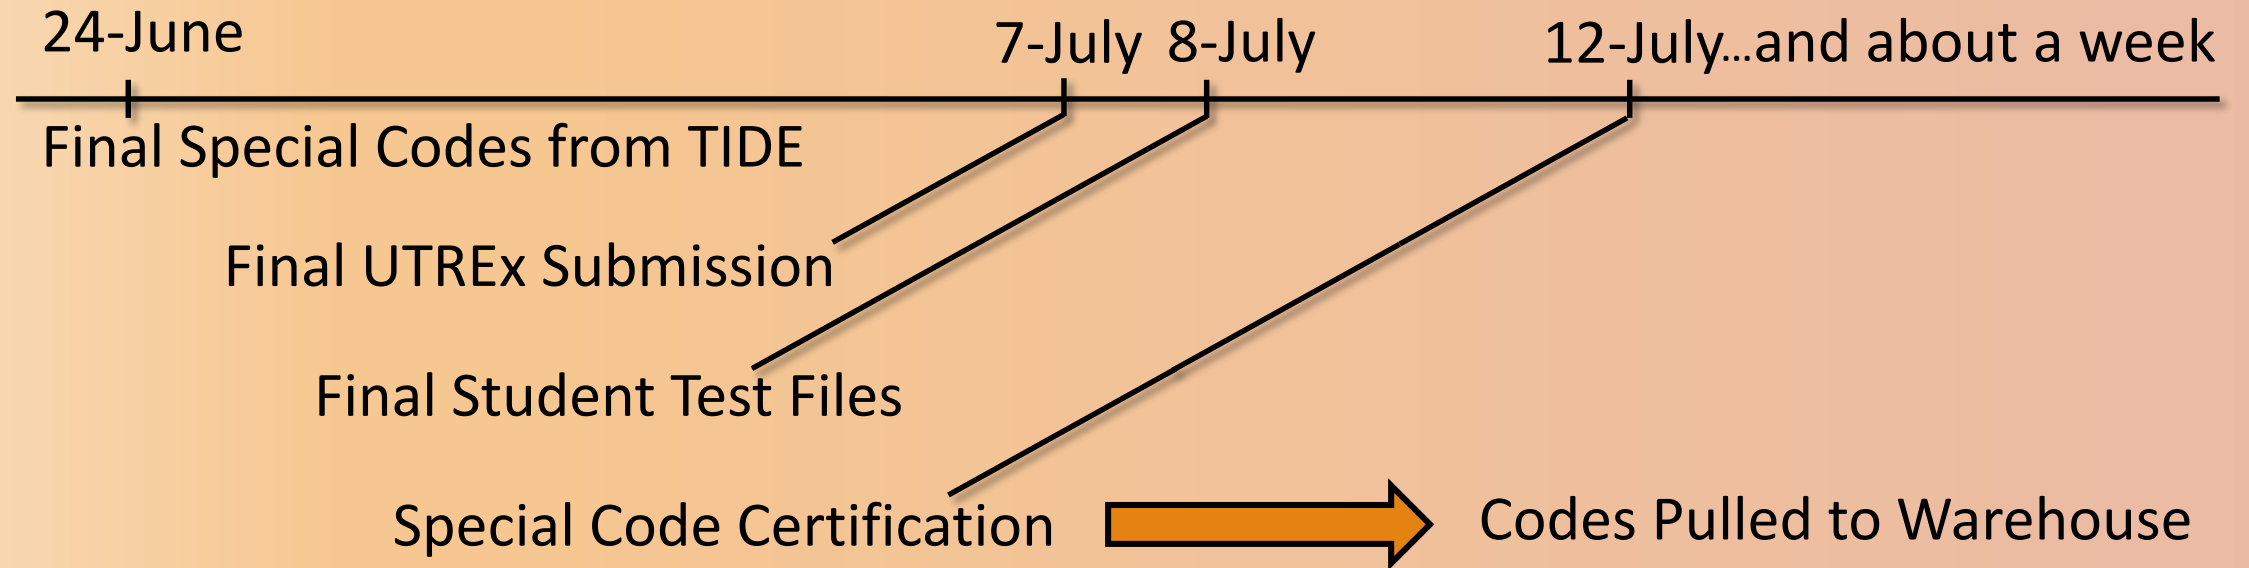 24-June
7-July 8-July
12-July...and about a week
Final Special Codes from TIDE
Final UTREx Submission
Final Student Test Files
Special Code Certification
Codes Pulled to Warehouse